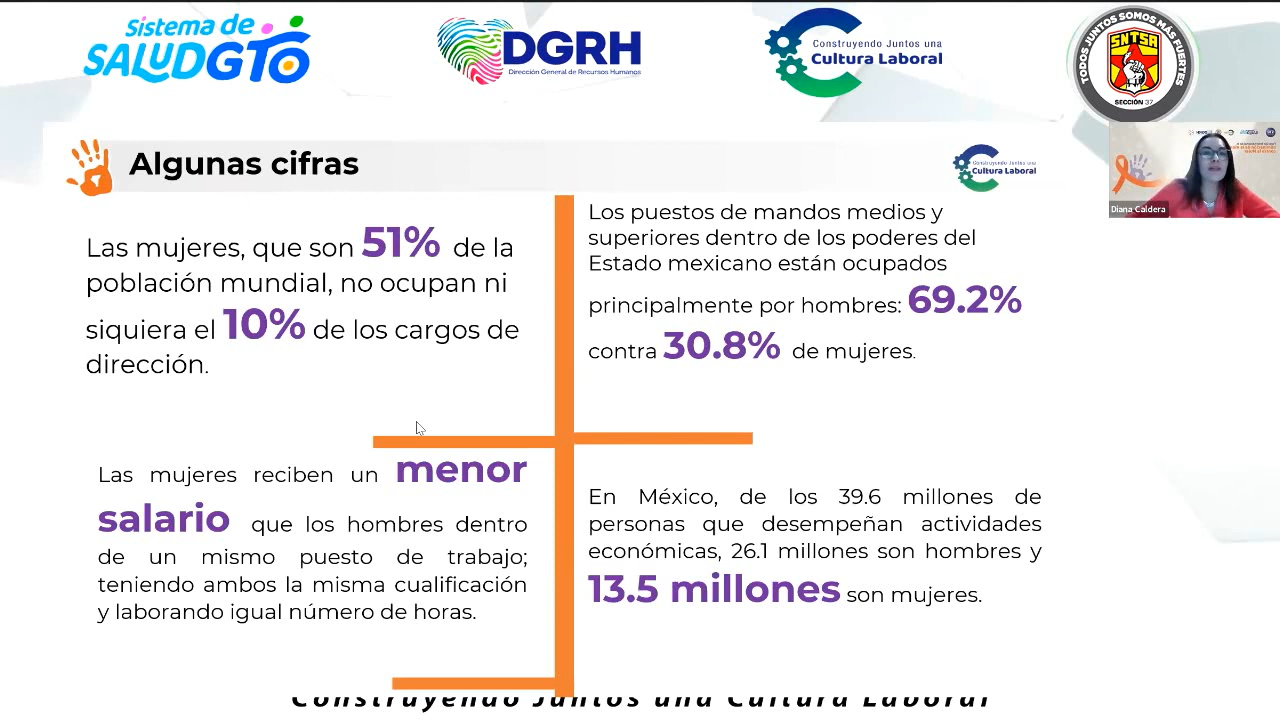 Sistema de
SALUDGTO
DGRH
Dirección General de Recursos Humanos
Construyendo Juntos una
Cultura Laboral
TODOS JUNTOS SOMOS MÁS FUERTES
SNTSA
SECCIÓN 37
Diana Caldera
Algunas cifras
Construyendo Juntos una
Cultura Laboral
Las mujeres, que son 51% de la
población mundial, no ocupan ni
siquiera el 10% de los cargos de
dirección.
Los puestos de mandos medios y
superiores dentro de los poderes del
Estado mexicano están ocupados
principalmente por hombres: 69.2%
contra 30.8% de mujeres.
Las mujeres reciben un menor
salario que los hombres dentro
de un mismo puesto de trabajo;
teniendo ambos la misma cualificación
y laborando igual número de horas.
En México, de los 39.6 millones de
personas que desempeñan actividades
económicas, 26.1 millones son hombres y
13.5 millones son mujeres.
Construyendo Juntos una Cultura Laboral